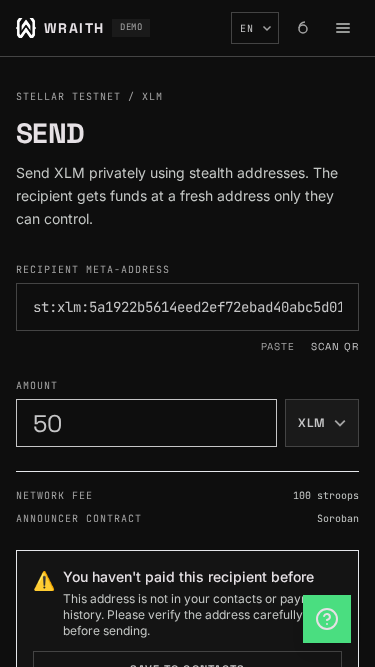 WRAITH DEMO EN
STELLAR TESTNET / XLM
SEND
Send XLM privately using stealth addresses. The
recipient gets funds at a fresh address only they
can control.
RECIPIENT META-ADDRESS
st:xlm:5a1922b5614eed2ef72ebad40abc5d01
PASTE SCAN QR
AMOUNT
50 XLM
NETWORK FEE 100 stroops
ANNOUNCER CONTRACT Soroban
You haven't paid this recipient before
This address is not in your contacts or
history. Please verify the address carefully
before sending.